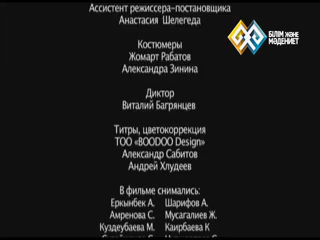 Ассистент режиссера-постановщика
Анастасия Шелегеда
БІЛІМ ЖӘНЕ
МӘДЕНИЕТ
Костюмеры
Жомарт Рабатов
Александра Зинина
Диктор
Виталий Багрянцев
Титры, цветокоррекция
ТОО «BOODOO Design»
Александр Сабитов
Андрей Хлудеев
В фильме снимались:
Еркынбек А. Шарифов А.
Амренова С. Мусагалиев Ж.
Куздеубаева М. Каирбаева К